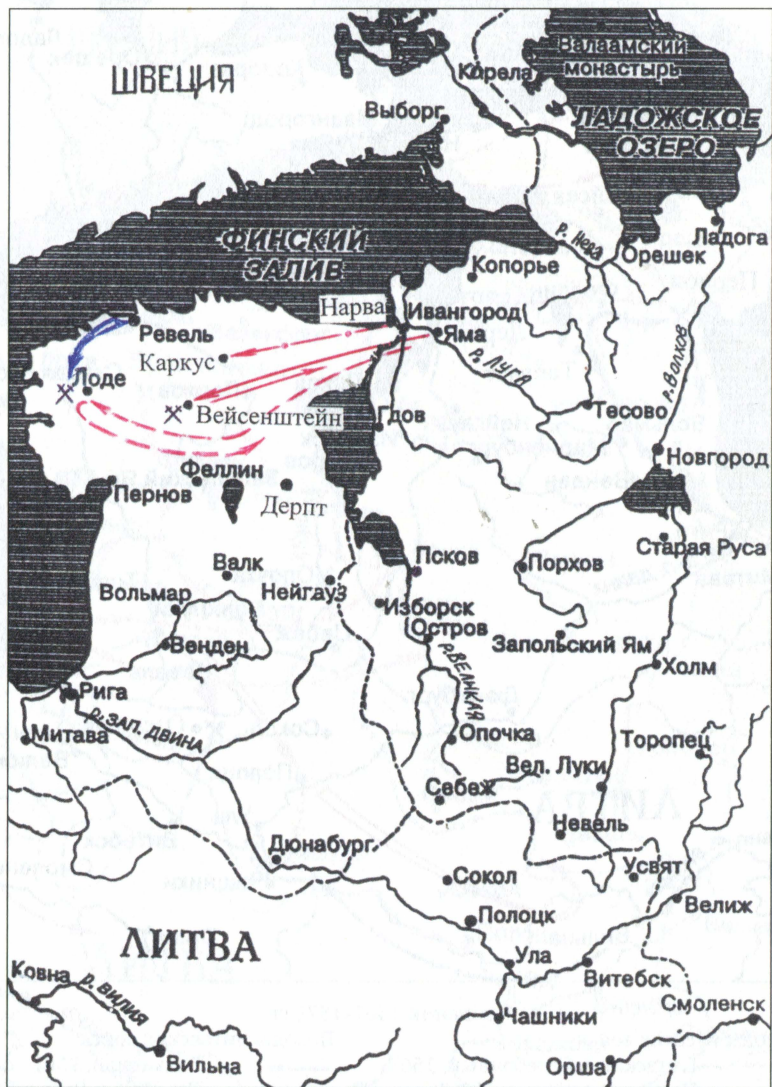 ШВЕЦИЯ
Валаамский
монастырь
Корела
Выборг
ЛАДОЖСКОЕ
ОЗЕРО
ФИНСКИЙ
ЗАЛИВ
р. Нева
Орешек
Ладога
Копорье
Нарва
Ивангород
Яма
Ревель
Каркус
р. ЛУГА
р. Волхов
Лоде
Вейсенштейн
Гдов
Тесово
Новгород
Феллин
Пернов
Дерпт
Старая Руса
Псков
Порхов
Валк
Нейгауз
Вольмар
Изборск
Остров
Запольский Ям
Венден
р. ВЕЛИКАЯ
Холм
Рига
р. ЗАП. ДВИНА
Митава
Опочка
Торопец
Вел. Луки
Себеж
Невель
Дюнабург
Сокол
Усвят
Велиж
Полоцк
ЛИТВА
Ула
Витебск
Ковна
р. ВИЛИЯ
Чашники
Смоленск
Вильна
Орша